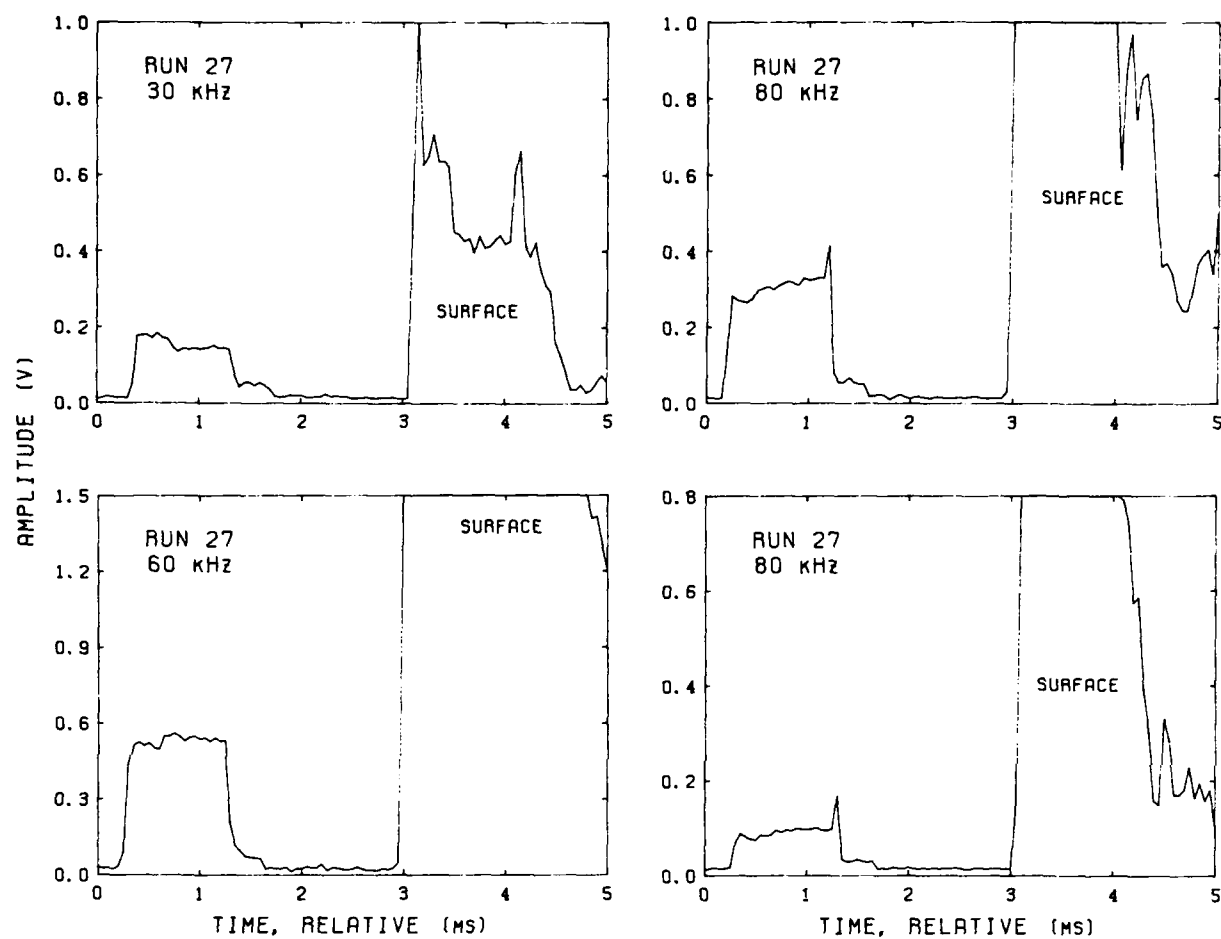 1.0
0.8
0.6
0.4
0.2
0.0
RUN 27
30 KHZ
SURFACE
0 1 2 3 4 5
1.0
0.8
0.6
0.4
0.2
0.0
RUN 27
80 KHZ
SURFACE
0 1 2 3 4 5
AMPLITUDE (V)
1.5
1.2
0.9
0.6
0.3
0.0
RUN 27
60 KHZ
SURFACE
0 1 2 3 4 5
TIME, RELATIVE (MS)
0.8
0.6
0.4
0.2
0.0
RUN 27
80 KHZ
SURFACE
0 1 2 3 4 5
TIME, RELATIVE (MS)